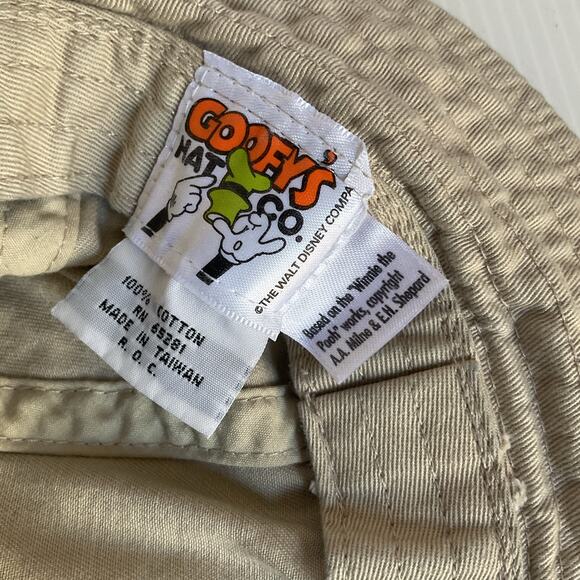 GOOFY'S
HAT CO.
©THE WALT DISNEY COMPA
100% COTTON
RN 65281
MADE IN TAIWAN
R. O. C.
Based on the "Winnie the
Pooh" works, copyright
A.A. Milne & E.H. Shepard